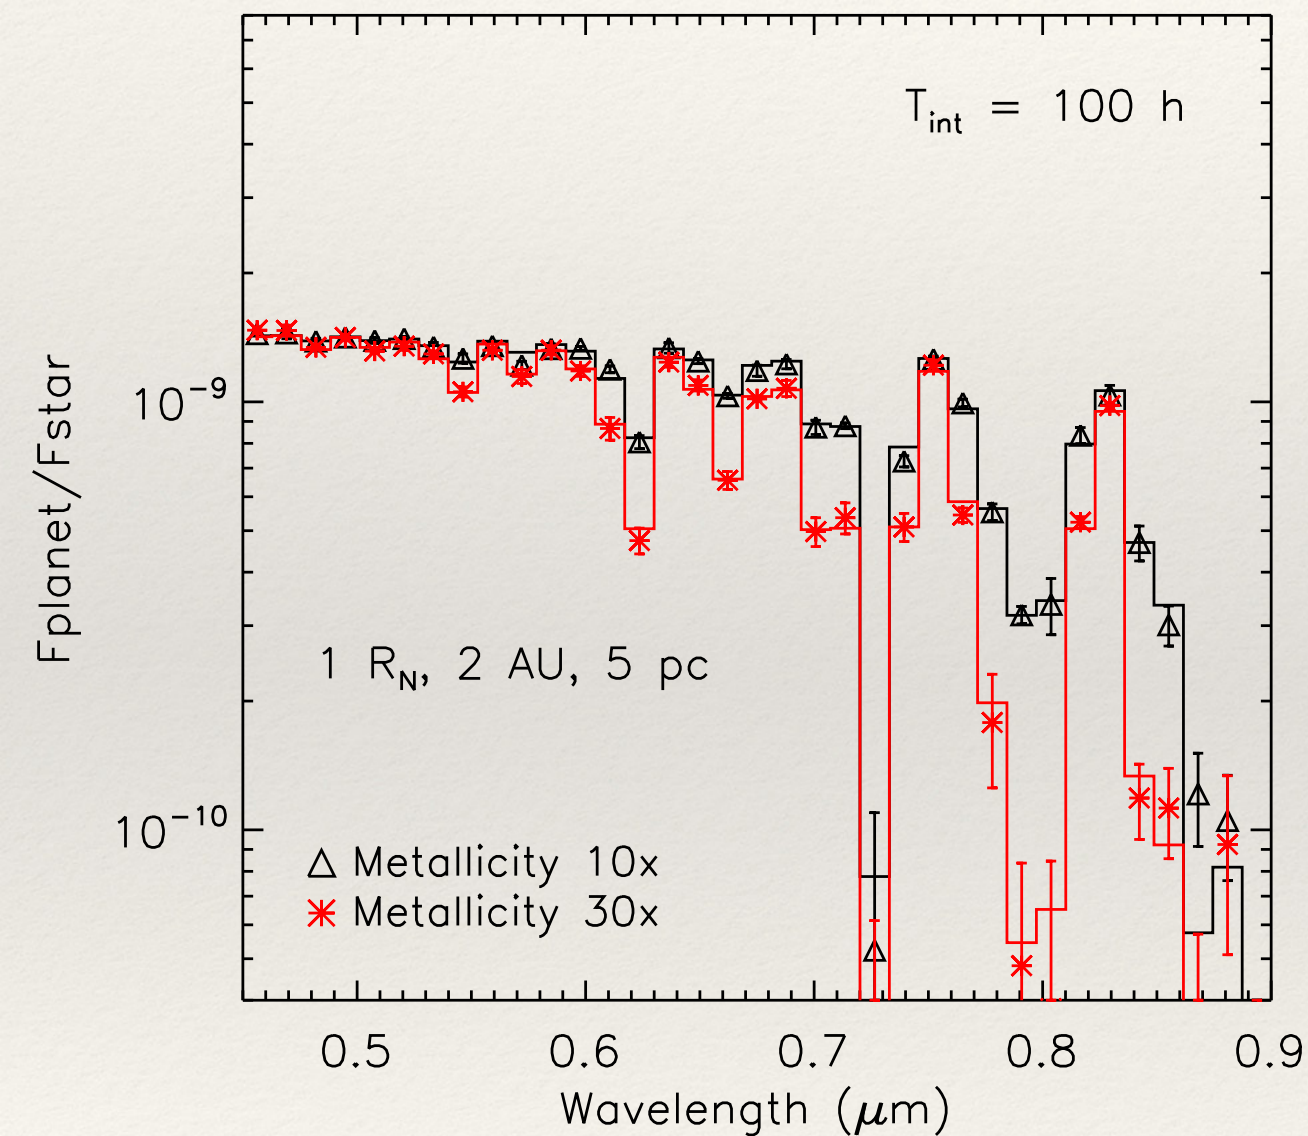 T_int = 100 h
Fplanet/Fstar
10^-9
1 R_N, 2 AU, 5 pc
10^-10
Metallicity 10x
Metallicity 30x
0.5 0.6 0.7 0.8 0.9
Wavelength (μm)